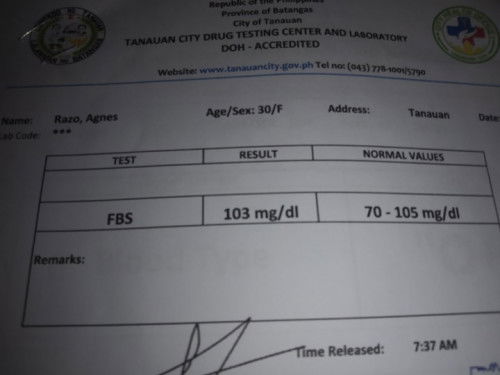 Republic of the Philippines
Province of Batangas
City of Tanauan
TANAUAN CITY DRUG TESTING CENTER AND LABORATORY
DOH - ACCREDITED
Website: www.tanauancity.gov.ph Tel no: (043) 778-1001/5790
Name: Razo, Agnes Age/Sex: 30/F Address: Tanauan Date
Lab Code: ***
TEST RESULT NORMAL VALUES
FBS 103 mg/dl 70 - 105 mg/dl
Remarks:
Time Released: 7:37 AM